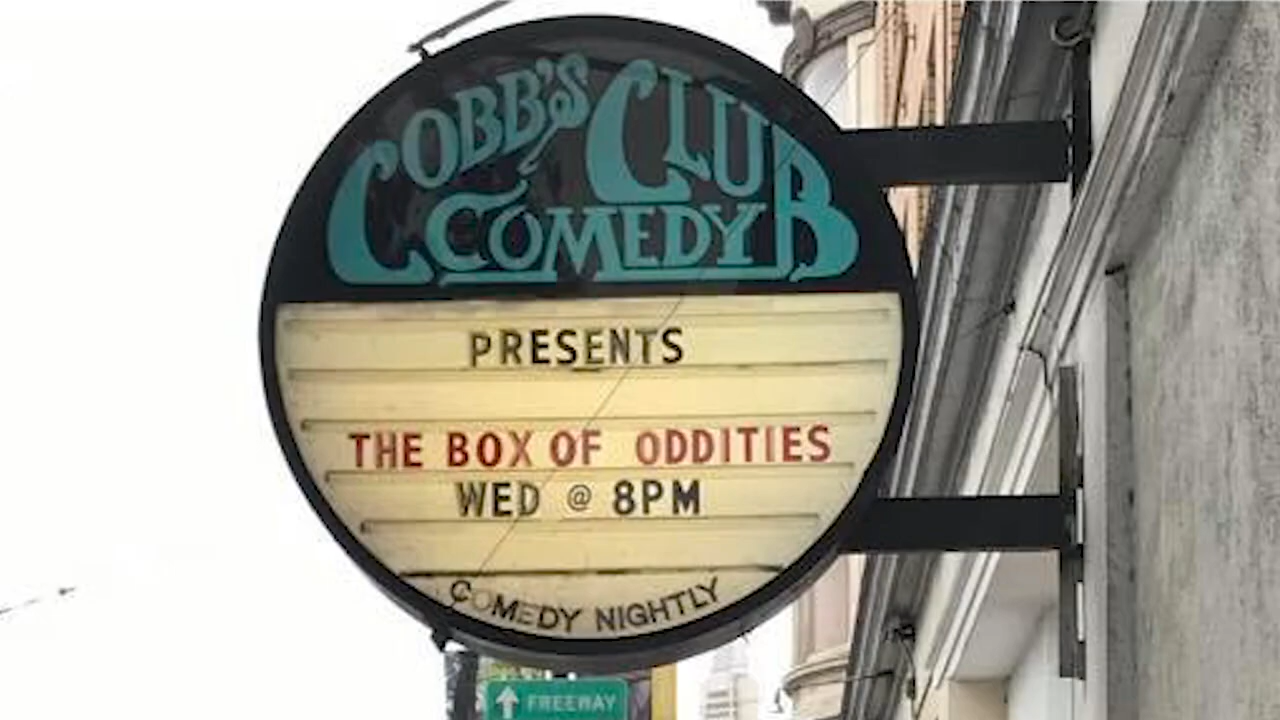 COBB'S CLUB
COMEDY
PRESENTS
THE BOX OF ODDITIES
WED @ 8PM
COMEDY NIGHTLY
FREEWAY